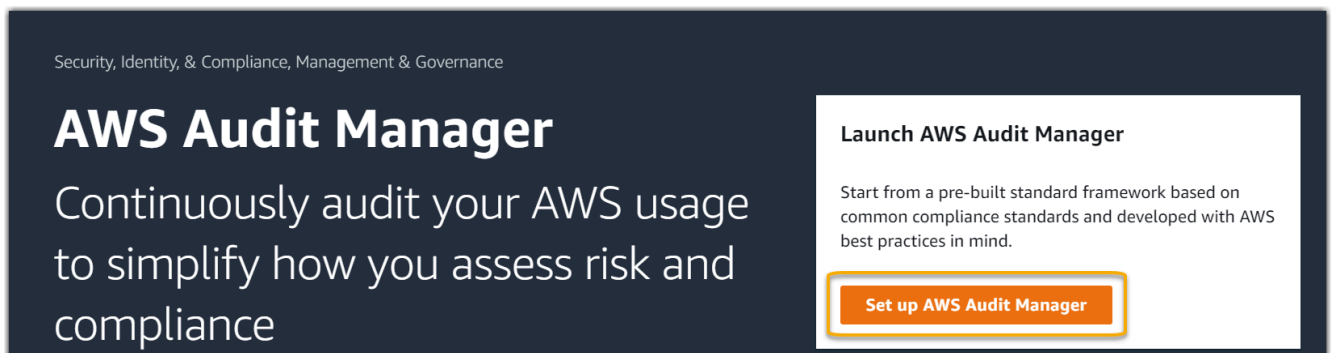 Security, Identity, & Compliance, Management & Governance
AWS Audit Manager
Continuously audit your AWS usage
to simplify how you assess risk and
compliance
Launch AWS Audit Manager
Start from a pre-built standard framework based on
common compliance standards and developed with AWS
best practices in mind.
Set up AWS Audit Manager